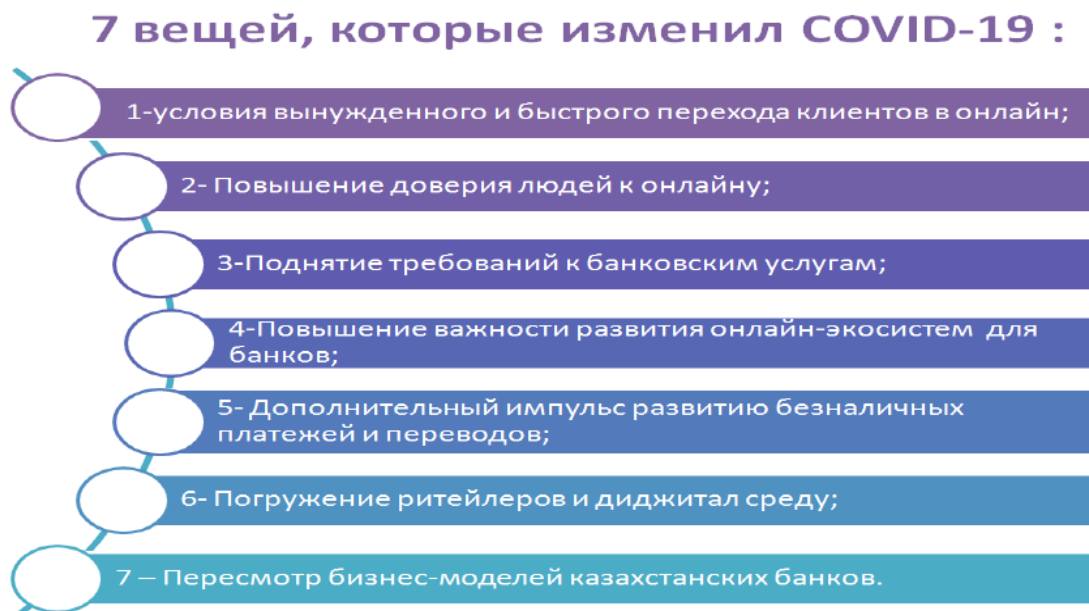 7 вещей, которые изменил COVID-19 :
1-условия вынужденного и быстрого перехода клиентов в онлайн;
2- Повышение доверия людей к онлайну;
3-Поднятие требований к банковским услугам;
4-Повышение важности развития онлайн-экосистем для
банков;
5- Дополнительный импульс развитию безналичных
платежей и переводов;
6- Погружение ритейлеров и диджитал среду;
7 – Пересмотр бизнес-моделей казахстанских банков.